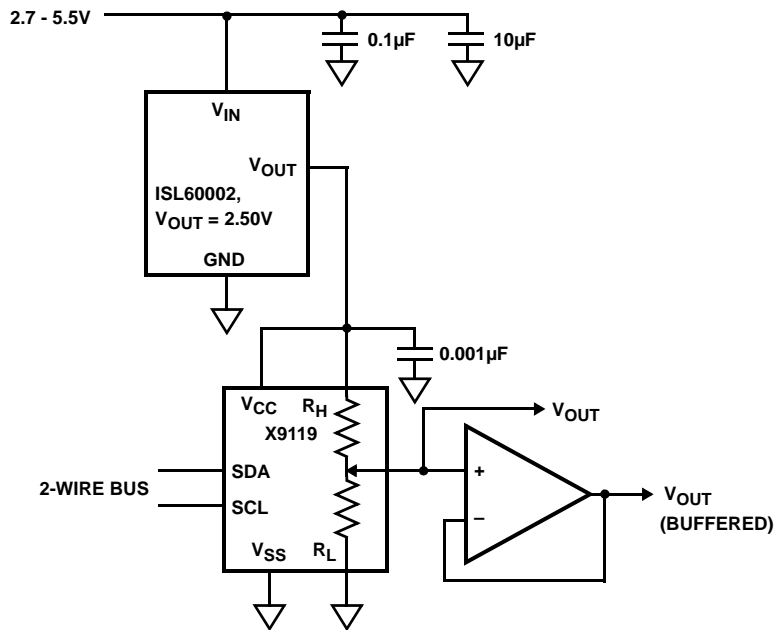 2.7 - 5.5V
0.1µF
10µF
VIN
VOUT
ISL60002,
VOUT = 2.50V
GND
0.001µF
VCC
RH
X9119
VOUT
2-WIRE BUS
SDA
SCL
+
–
VOUT
(BUFFERED)
VSS
RL